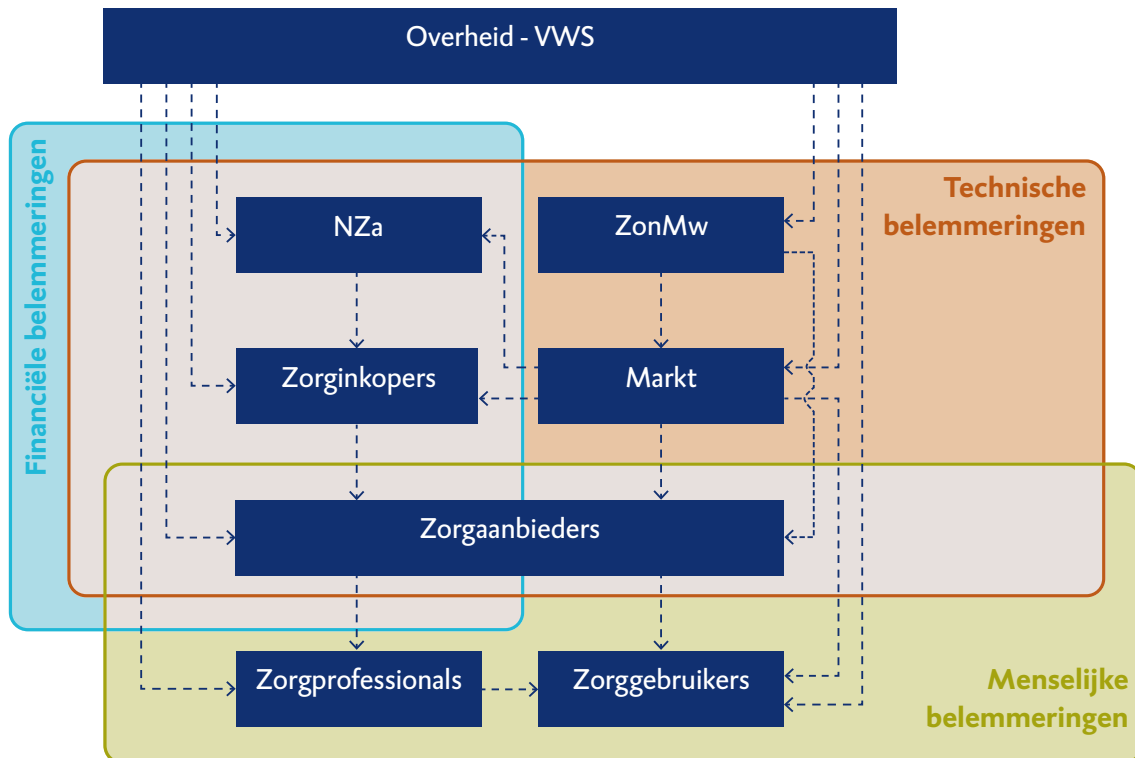 Overheid - VWS
Financiële belemmeringen
Technische
belemmeringen
NZa
ZonMw
Zorginkopers
Markt
Zorgaanbieders
Zorgprofessionals
Zorggebruikers
Menselijke
belemmeringen